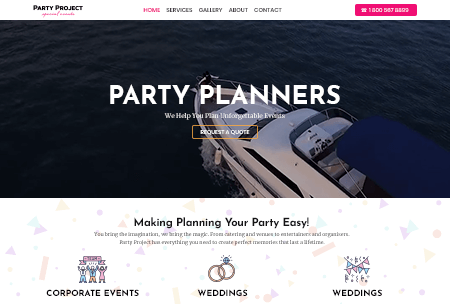 PARTY PROJECT
special events
HOME SERVICES GALLERY ABOUT CONTACT
☎ 1 800 567 8899
PARTY PLANNERS
We Help You Plan Unforgettable Events
REQUEST A QUOTE
Making Planning Your Party Easy!
You bring the imagination, we bring the magic. From catering and venues to entertainers and organisers,
Party Project has everything you need to create perfect memories that last a lifetime.
CORPORATE EVENTS WEDDINGS WEDDINGS